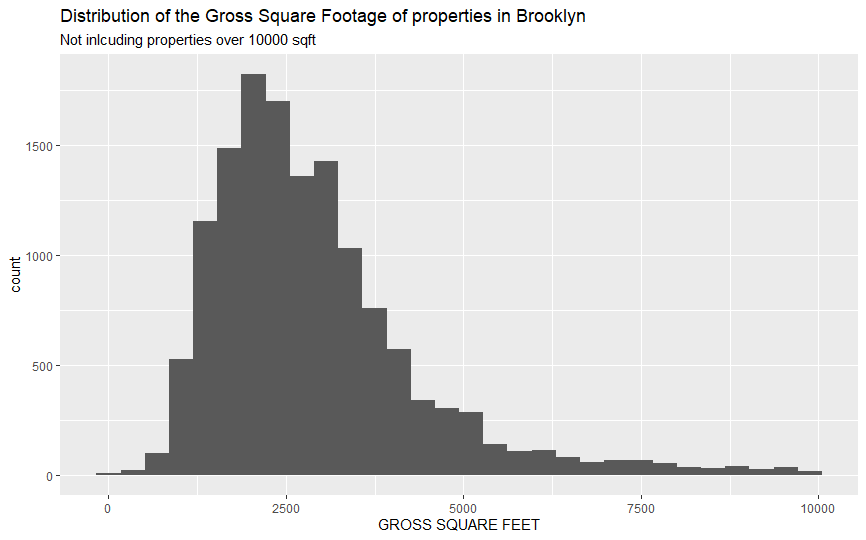 Distribution of the Gross Square Footage of properties in Brooklyn
Not inlcuding properties over 10000 sqft
1500
1000
500
0
count
0 2500 5000 7500 10000
GROSS SQUARE FEET